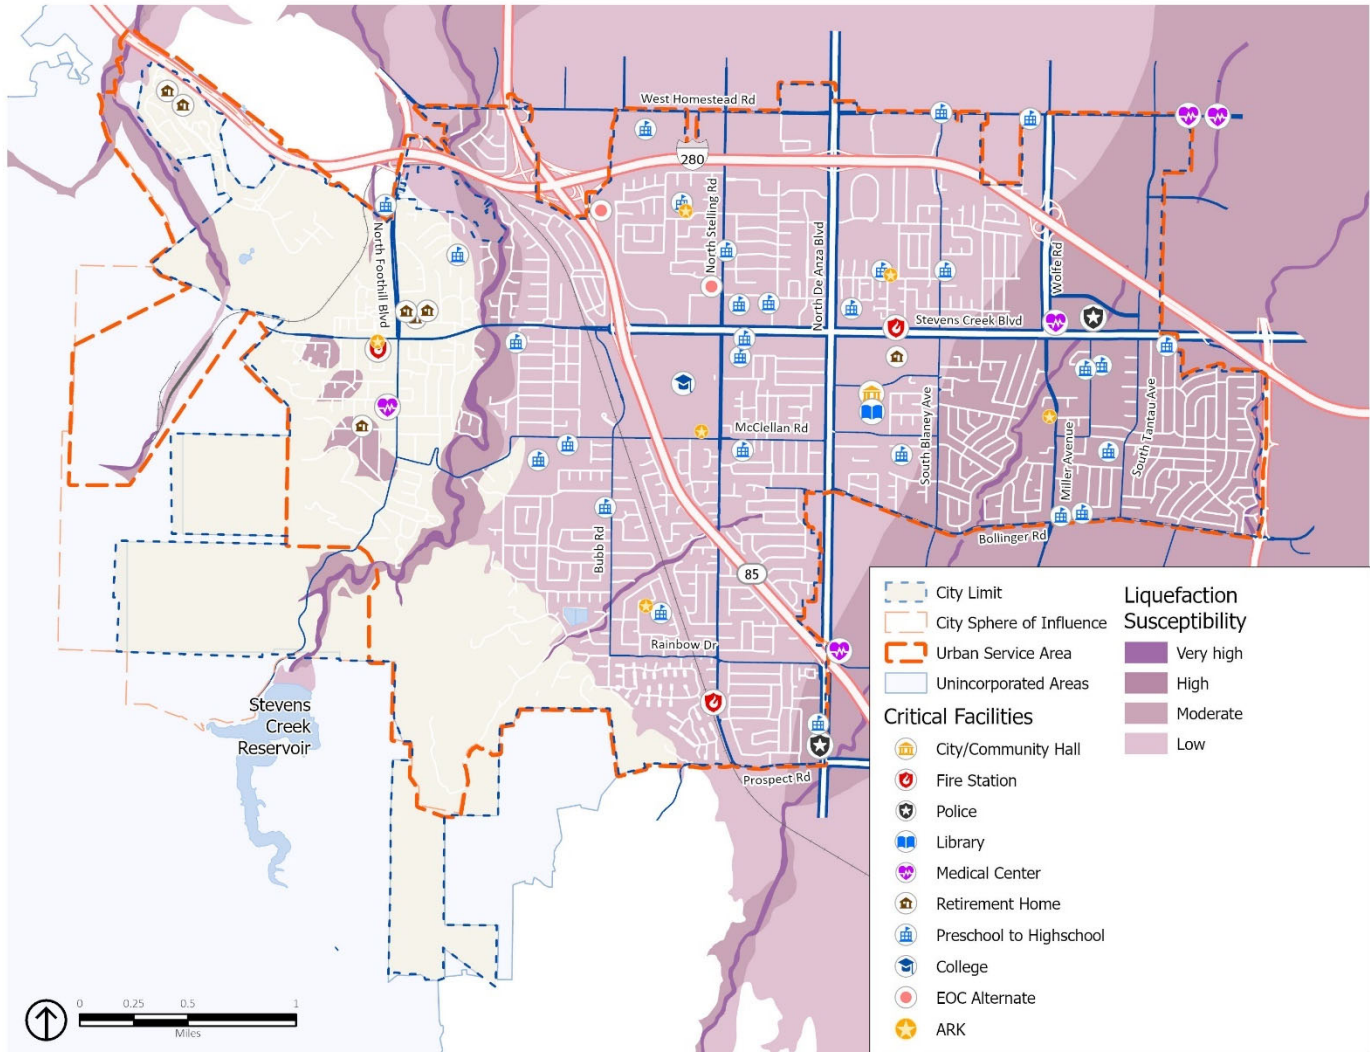 West Homestead Rd
280
North Foothill Blvd
North Stelling Rd
North De Anza Blvd
Wolfe Rd
Stevens Creek Blvd
McClellan Rd
South Blaney Ave
Miller Avenue
South Tantau Ave
Bubb Rd
Bollinger Rd
85
Rainbow Dr
Stevens
Creek
Reservoir
Prospect Rd
City Limit
City Sphere of Influence
Urban Service Area
Unincorporated Areas
Critical Facilities
City/Community Hall
Fire Station
Police
Library
Medical Center
Retirement Home
Preschool to Highschool
College
EOC Alternate
ARK
Liquefaction
Susceptibility
Very high
High
Moderate
Low
0 0.25 0.5 1
Miles